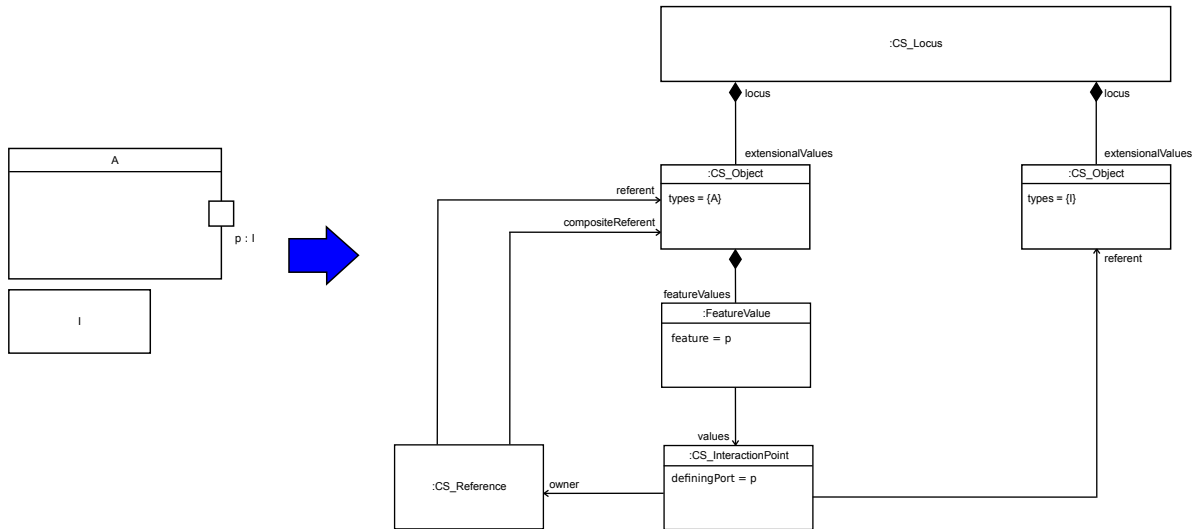 :CS_Locus
locus
locus
extensionalValues
extensionalValues
A
:CS_Object
:CS_Object
referent
types = {A}
types = {I}
compositeReferent
p : I
referent
featureValues
I
:FeatureValue
feature = p
values
:CS_InteractionPoint
:CS_Reference
owner
definingPort = p